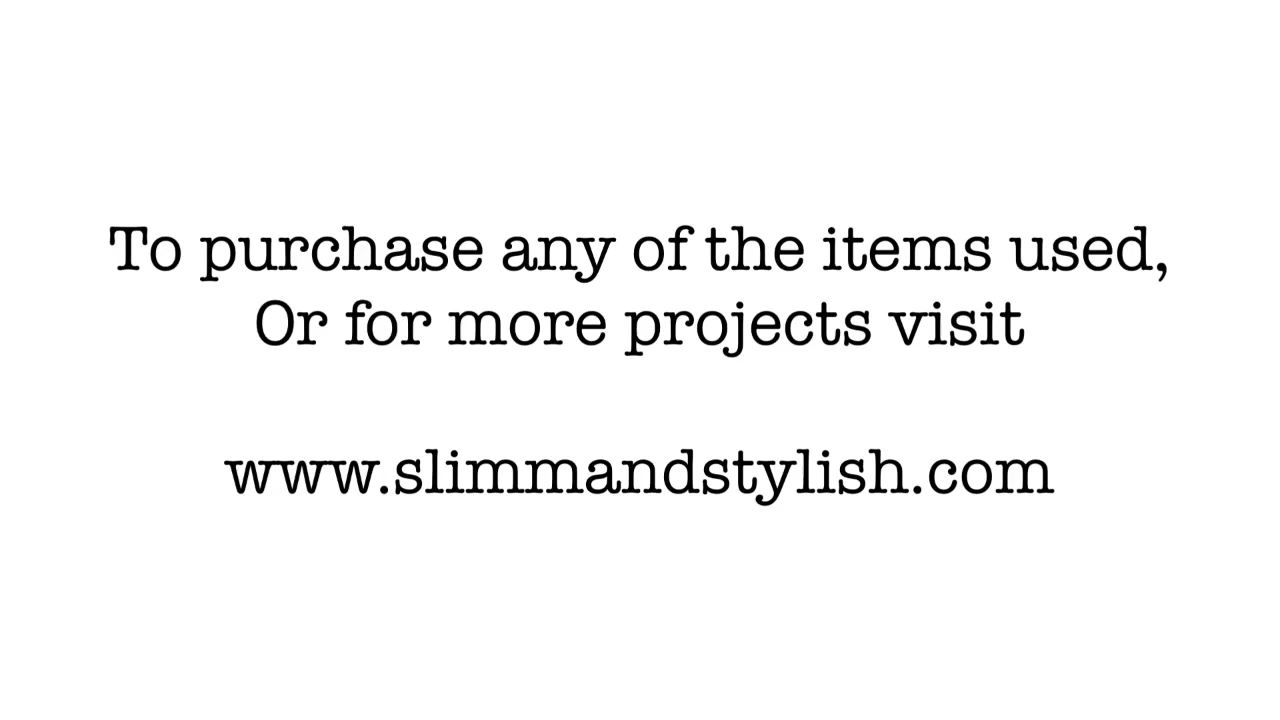 To purchase any of the items used,
Or for more projects visit
www.slimmandstylish.com